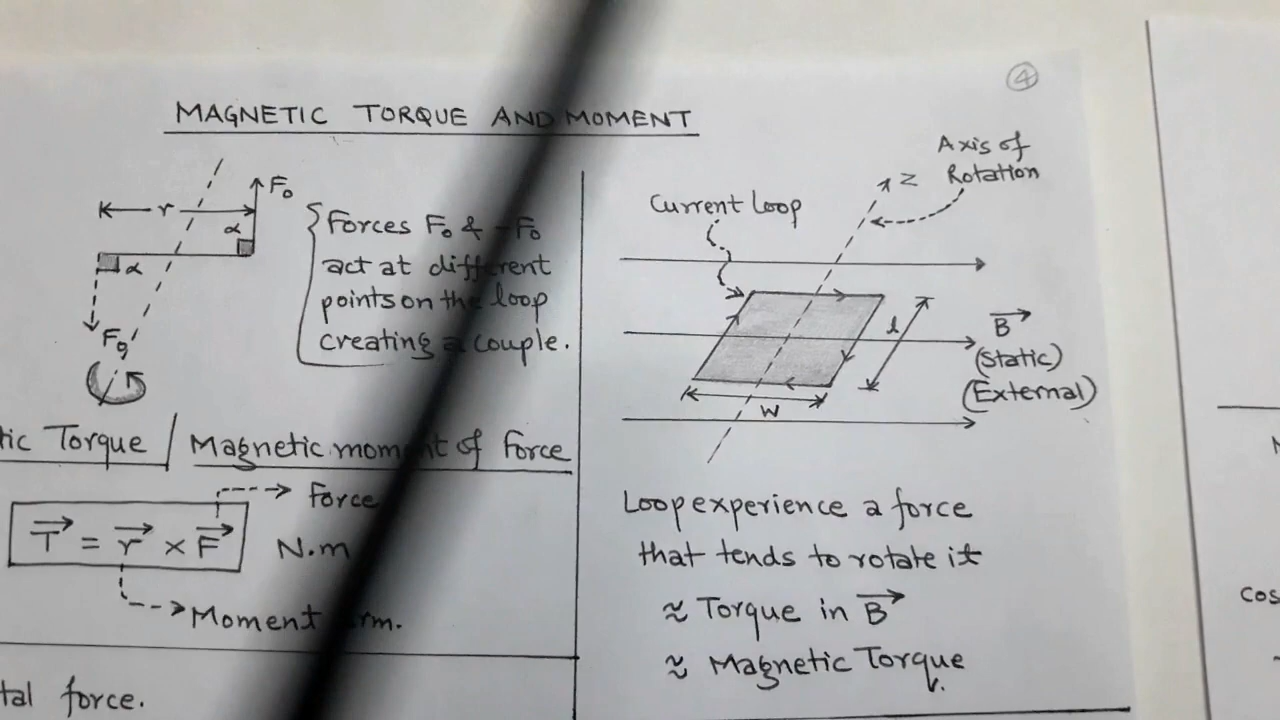 4
MAGNETIC TORQUE AND MOMENT
F₀
r
α
α
F₀
Forces F₀ & -F₀
act at different
points on the loop
creating a couple.
tic Torque / Magnetic moment of Force
Force
T = r × F N.m
Moment arm.
tal force.
Axis of
Rotation
Z
Current Loop
l
B
(Static)
(External)
W
Loop experience a force
that tends to rotate it
≈ Torque in B
≈ Magnetic Torque
cos